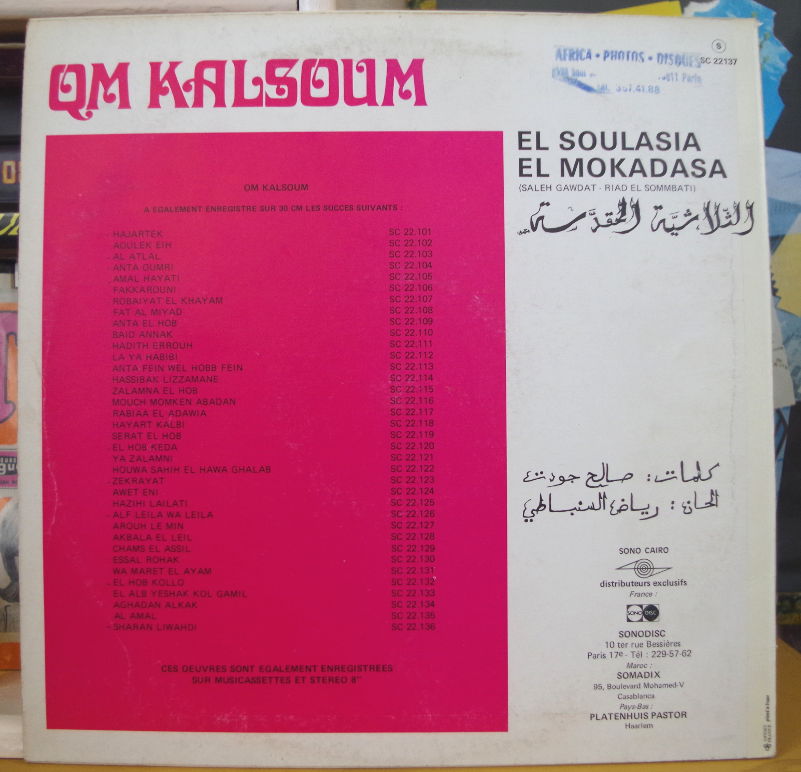 OM KALSOUM
AFRICA • PHOTOS • DISQUES
S
SC 22137
011 Paris
EL SOULASIA
EL MOKADASA
(SALEH GAWDAT - RIAD EL SOMMBATI)
الثلاثية المقدسة
OM KALSOUM
A EGALEMENT ENREGISTRE SUR 30 CM LES SUCCES SUIVANTS :
- HAJARTEK SC 22.101
AOULEK EIH SC 22.102
- AL ATLAL SC 22.103
- ANTA OUMRI SC 22.104
AMAL HAYATI SC 22.105
FAKKAROUNI SC 22.106
ROBAIYAT EL KHAYAM SC 22.107
FAT AL MIYAD SC 22.108
ANTA EL HOB SC 22.109
BAID ANNAK SC 22.110
HADITH ERROUH SC 22.111
LA YA HABIBI SC 22.112
ANTA FEIN WEL HOBB FEIN SC 22.113
HASSIBAK LIZZAMANE SC 22.114
ZALAMNA EL HOB SC 22.115
MOUCH MOMKEN ABADAN SC 22.116
RABIAA EL ADAWIA SC 22.117
HAYART KALBI SC 22.118
SERAT EL HOB SC 22.119
- EL HOB KEDA SC 22.120
YA ZALAMNI SC 22.121
HOUWA SAHIH EL HAWA GHALAB SC 22.122
- ZEKRAYAT SC 22.123
AWET ENI SC 22.124
HAZIHI LAILATI SC 22.125
- ALF LEILA WA LEILA SC 22.126
AROUH LE MIN SC 22.127
AKBALA EL LEIL SC 22.128
CHAMS EL ASSIL SC 22.129
ESSAL ROHAK SC 22.130
WA MARET EL AYAM SC 22.131
- EL HOB KOLLO SC 22.132
EL ALB YESHAK KOL GAMIL SC 22.133
AGHADAN ALKAK SC 22.134
AL AMAL SC 22.135
- SHARAN LIWAHDI SC 22.136
CES OEUVRES SONT EGALEMENT ENREGISTREES
SUR MUSICASSETTES ET STEREO 8"
كلمات : صالح جودت
الحان : رياض السنباطي
SONO CAIRO
distributeurs exclusifs
France :
SONO DISC
SONODISC
10 ter rue Bessières
Paris 17e - Tél : 229-57-62
Maroc :
SOMADIX
95, Boulevard Mohamed-V
Casablanca
Pays-Bas :
PLATENHUIS PASTOR
Haarlem